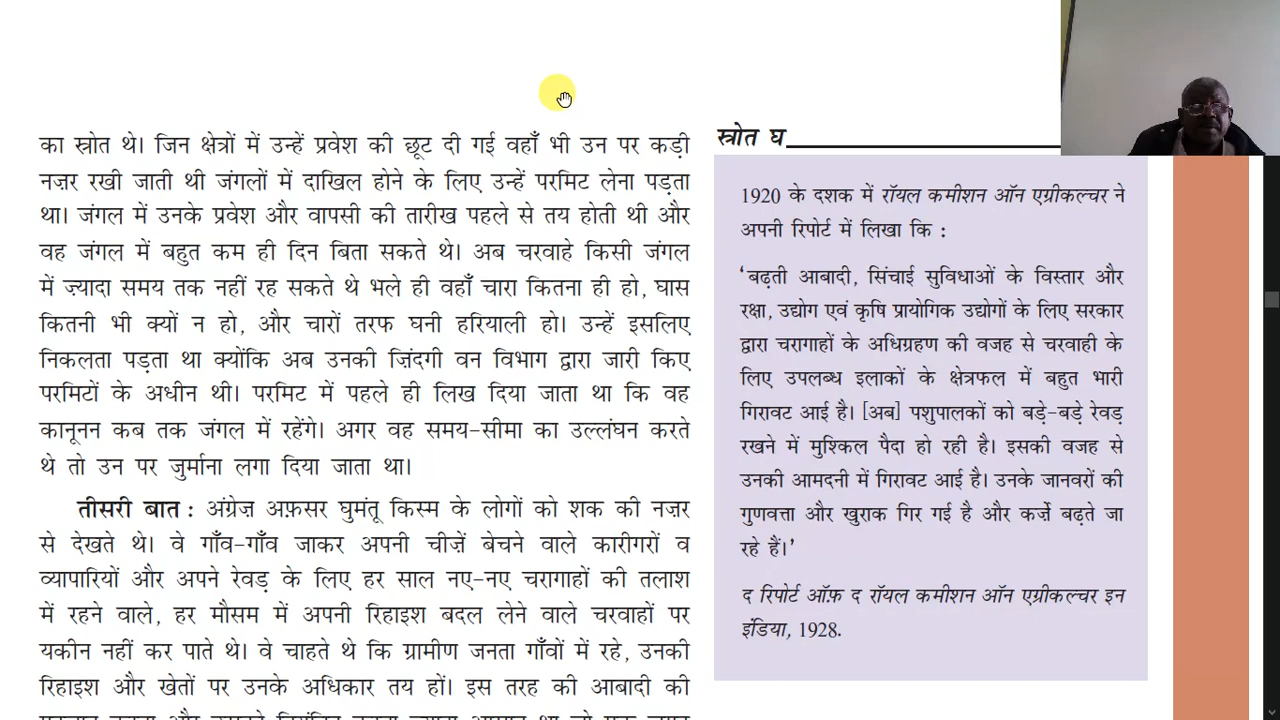 का स्रोत थे। जिन क्षेत्रों में उन्हें प्रवेश की छूट दी गई वहाँ भी उन पर कड़ी
नज़र रखी जाती थी जंगलों में दाखिल होने के लिए उन्हें परमिट लेना पड़ता
था। जंगल में उनके प्रवेश और वापसी की तारीख पहले से तय होती थी और
वह जंगल में बहुत कम ही दिन बिता सकते थे। अब चरवाहे किसी जंगल
में ज़्यादा समय तक नहीं रह सकते थे भले ही वहाँ चारा कितना ही हो, घास
कितनी भी क्यों न हो, और चारों तरफ घनी हरियाली हो। उन्हें इसलिए
निकलता पड़ता था क्योंकि अब उनकी ज़िंदगी वन विभाग द्वारा जारी किए
परमिटों के अधीन थी। परमिट में पहले ही लिख दिया जाता था कि वह
कानूनन कब तक जंगल में रहेंगे। अगर वह समय-सीमा का उल्लंघन करते
थे तो उन पर जुर्माना लगा दिया जाता था।
तीसरी बात : अंग्रेज़ अफ़सर घुमंतू किस्म के लोगों को शक की नज़र
से देखते थे। वे गाँव-गाँव जाकर अपनी चीज़ें बेचने वाले कारीगरों व
व्यापारियों और अपने रेवड़ के लिए हर साल नए-नए चरागाहों की तलाश
में रहने वाले, हर मौसम में अपनी रिहाइश बदल लेने वाले चरवाहों पर
यकीन नहीं कर पाते थे। वे चाहते थे कि ग्रामीण जनता गाँवों में रहे, उनकी
रिहाइश और खेतों पर उनके अधिकार तय हों। इस तरह की आबादी की
स्त्रोत घ
1920 के दशक में रॉयल कमीशन ऑन एग्रीकल्चर ने
अपनी रिपोर्ट में लिखा कि :
'बढ़ती आबादी, सिंचाई सुविधाओं के विस्तार और
रक्षा, उद्योग एवं कृषि प्रायोगिक उद्योगों के लिए सरकार
द्वारा चरागाहों के अधिग्रहण की वजह से चरवाही के
लिए उपलब्ध इलाकों के क्षेत्रफल में बहुत भारी
गिरावट आई है। [अब] पशुपालकों को बड़े-बड़े रेवड़
रखने में मुश्किल पैदा हो रही है। इसकी वजह से
उनकी आमदनी में गिरावट आई है। उनके जानवरों की
गुणवत्ता और खुराक गिर गई है और कर्ज़े बढ़ते जा
रहे हैं।'
द रिपोर्ट ऑफ़ द रॉयल कमीशन ऑन एग्रीकल्चर इन
इंडिया, 1928.